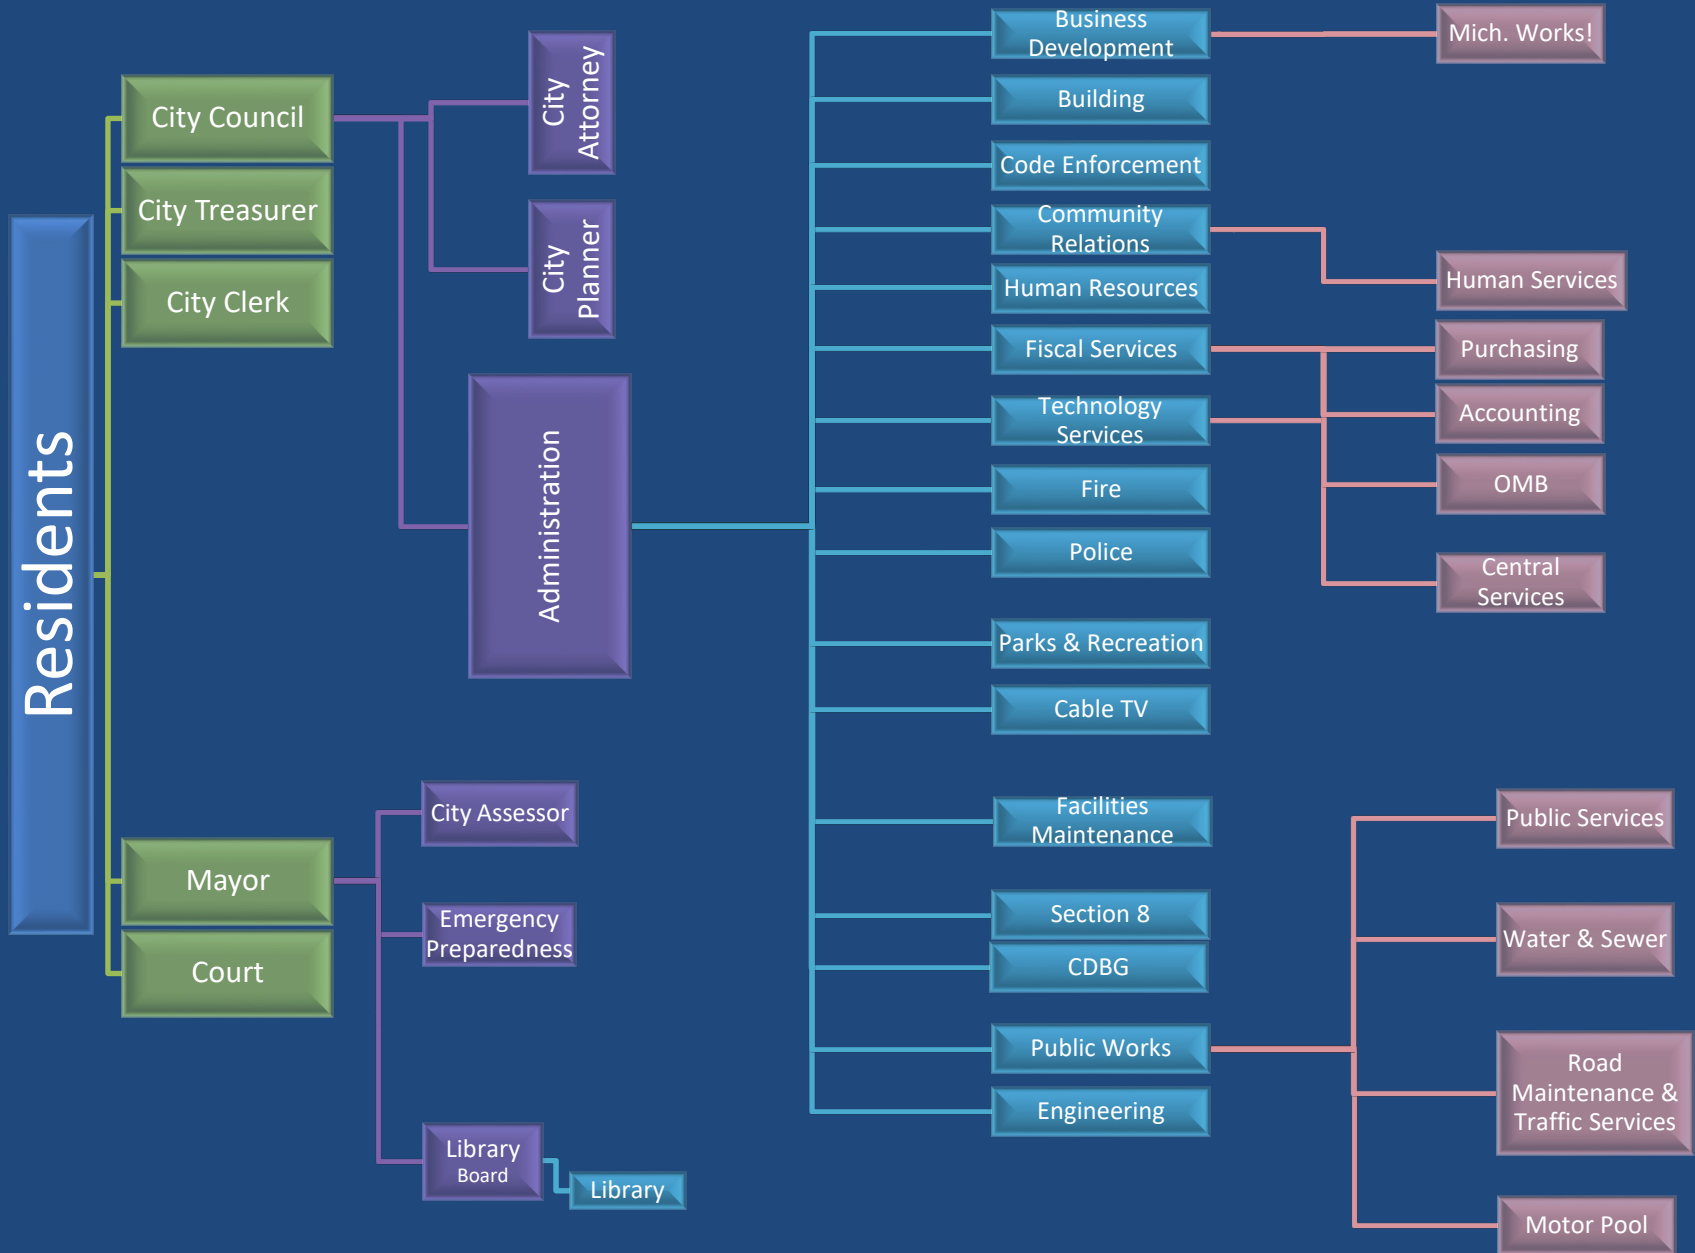 Residents
City Council
City Treasurer
City Clerk
Mayor
Court
City
Attorney
City
Planner
Administration
City Assessor
Emergency
Preparedness
Library
Board
Library
Business
Development
Building
Code Enforcement
Community
Relations
Human Resources
Fiscal Services
Technology
Services
Fire
Police
Parks & Recreation
Cable TV
Facilities
Maintenance
Section 8
CDBG
Public Works
Engineering
Mich. Works!
Human Services
Purchasing
Accounting
OMB
Central
Services
Public Services
Water & Sewer
Road
Maintenance &
Traffic Services
Motor Pool